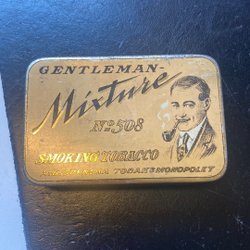 GENTLEMAN-
Mixture
No 508
SMOKING TOBACCO
TOBAKSMONOPOLET